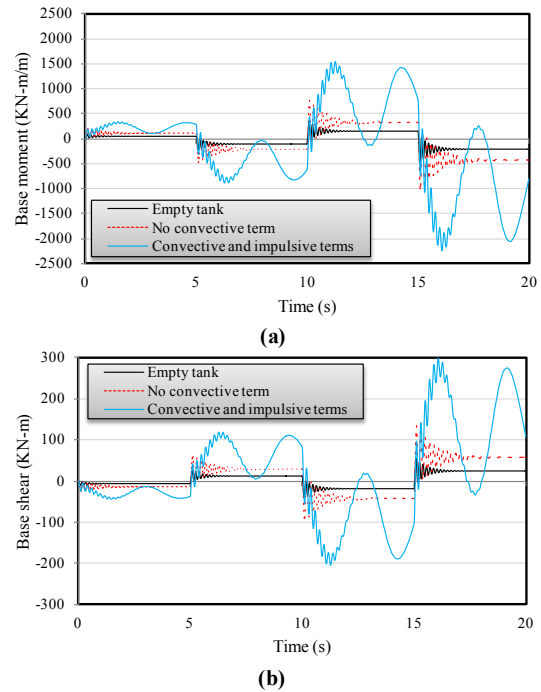 2500
2000
1500
1000
500
0
-500
-1000
-1500
-2000
-2500
Base moment (KN-m/m)
Empty tank
No convective term
Convective and impulsive terms
0 5 10 15 20
Time (s)
(a)
300
200
100
0
-100
-200
-300
Base shear (KN-m)
Empty tank
No convective term
Convective and impulsive terms
0 5 10 15 20
Time (s)
(b)